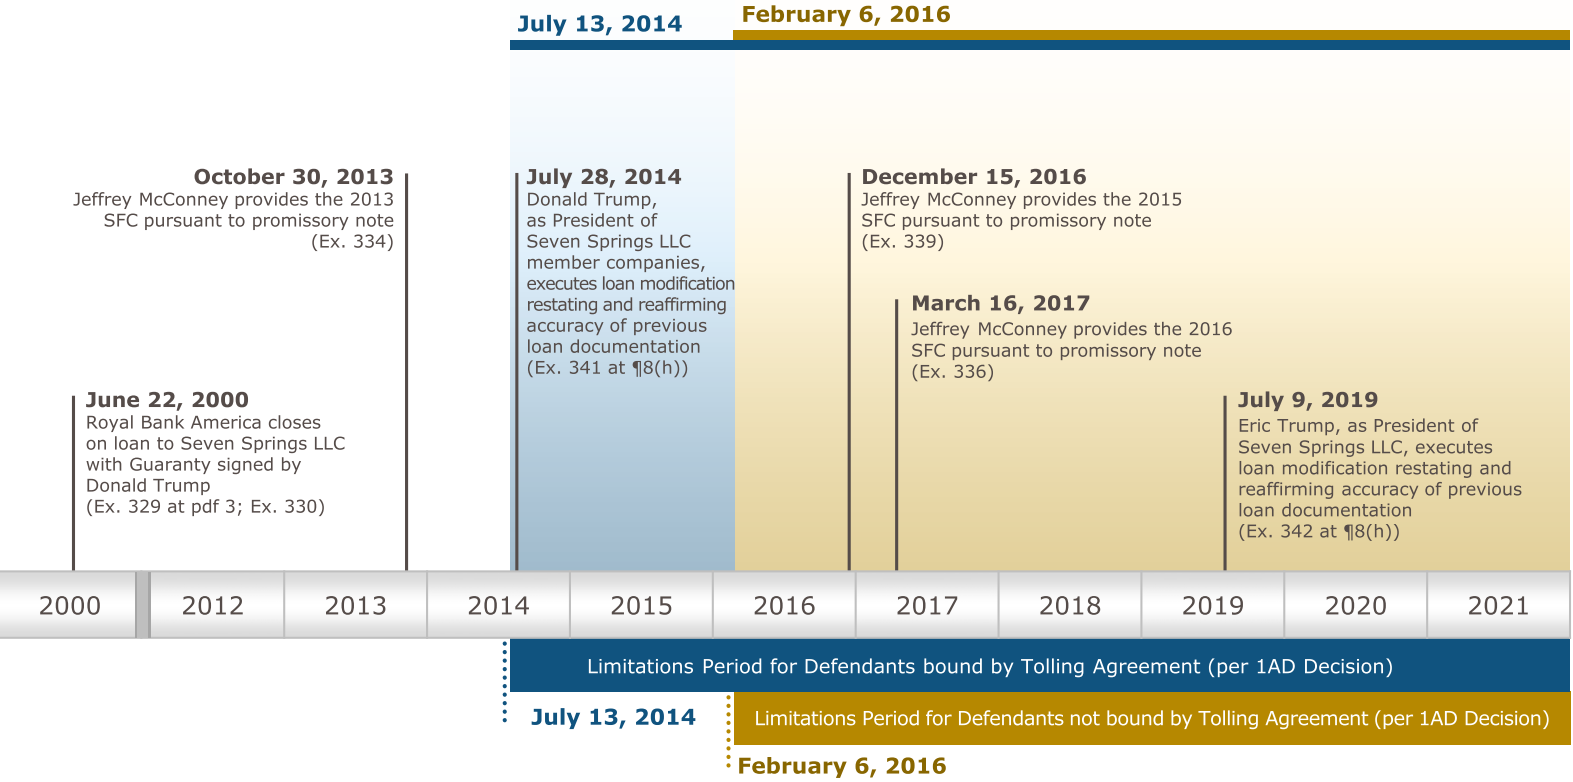 July 13, 2014
February 6, 2016
October 30, 2013
Jeffrey McConney provides the 2013
SFC pursuant to promissory note
(Ex. 334)
July 28, 2014
Donald Trump,
as President of
Seven Springs LLC
member companies,
executes loan modification
restating and reaffirming
accuracy of previous
loan documentation
(Ex. 341 at ¶8(h))
December 15, 2016
Jeffrey McConney provides the 2015
SFC pursuant to promissory note
(Ex. 339)
March 16, 2017
Jeffrey McConney provides the 2016
SFC pursuant to promissory note
(Ex. 336)
June 22, 2000
Royal Bank America closes
on loan to Seven Springs LLC
with Guaranty signed by
Donald Trump
(Ex. 329 at pdf 3; Ex. 330)
July 9, 2019
Eric Trump, as President of
Seven Springs LLC, executes
loan modification restating and
reaffirming accuracy of previous
loan documentation
(Ex. 342 at ¶8(h))
2000 2012 2013 2014 2015 2016 2017 2018 2019 2020 2021
Limitations Period for Defendants bound by Tolling Agreement (per 1AD Decision)
July 13, 2014
Limitations Period for Defendants not bound by Tolling Agreement (per 1AD Decision)
February 6, 2016